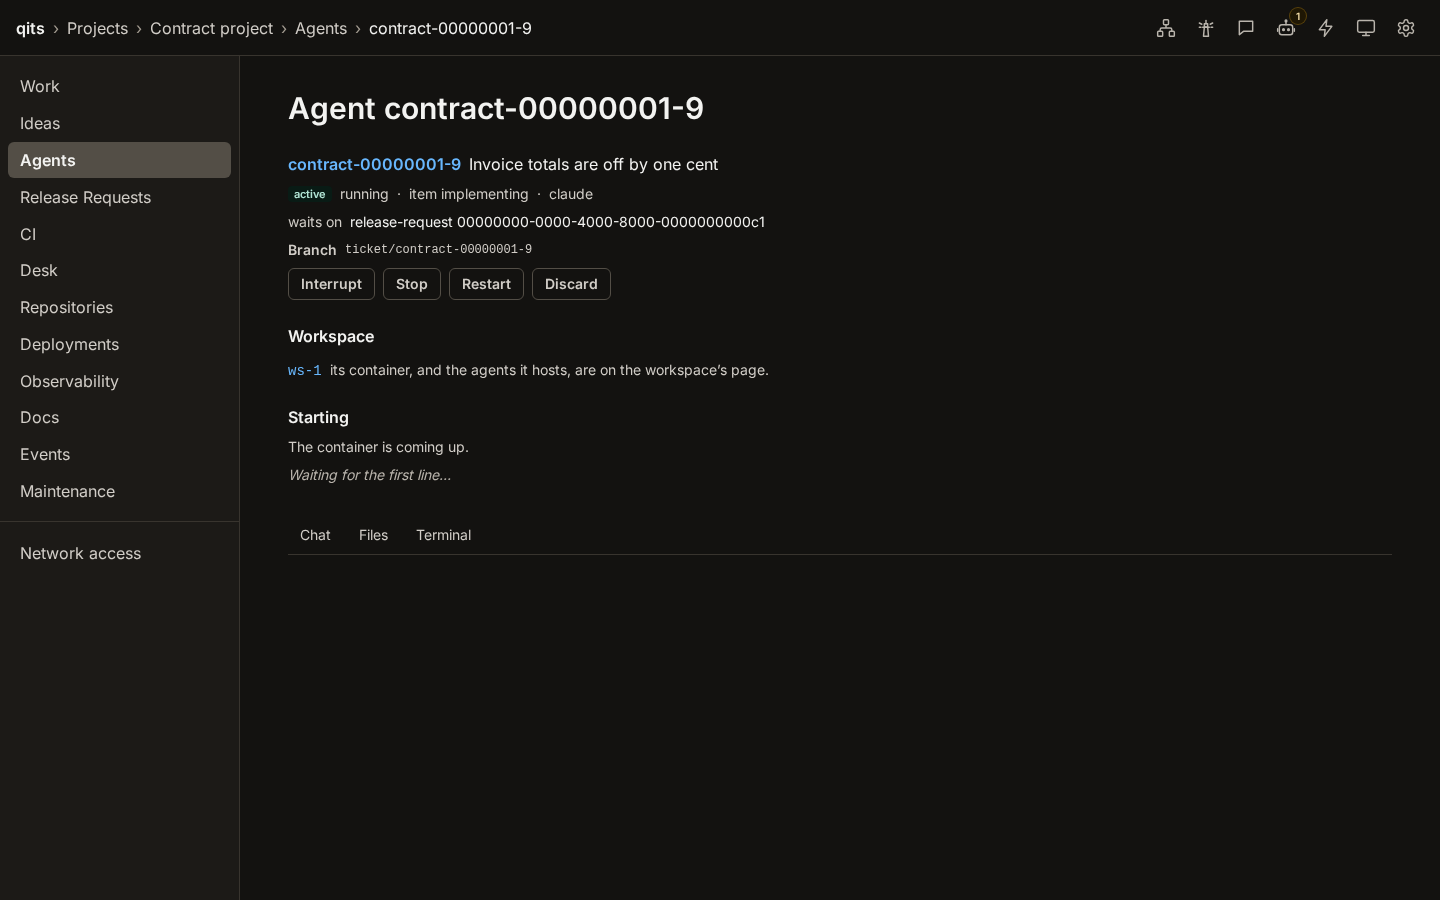 qits › Projects › Contract project › Agents › contract-00000001-9
1
Work
Ideas
Agents
Release Requests
CI
Desk
Repositories
Deployments
Observability
Docs
Events
Maintenance
Network access
Agent contract-00000001-9
contract-00000001-9 Invoice totals are off by one cent
active running · item implementing · claude
waits on release-request 00000000-0000-4000-8000-0000000000c1
Branch ticket/contract-00000001-9
Interrupt Stop Restart Discard
Workspace
ws-1 its container, and the agents it hosts, are on the workspace’s page.
Starting
The container is coming up.
Waiting for the first line…
Chat Files Terminal